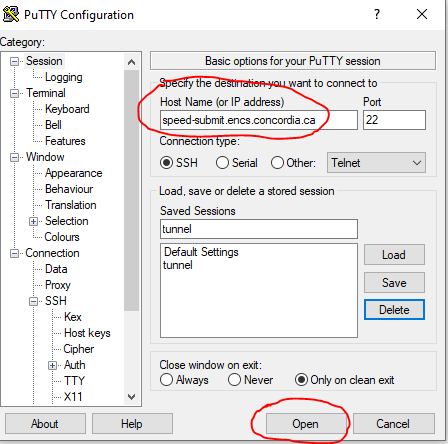 PuTTY Configuration
Category:
Session
Logging
Terminal
Keyboard
Bell
Features
Window
Appearance
Behaviour
Translation
Selection
Colours
Connection
Data
Proxy
SSH
Kex
Host keys
Cipher
Auth
TTY
X11
Basic options for your PuTTY session
Specify the destination you want to connect to
Host Name (or IP address) Port
speed-submit.encs.concordia.ca 22
Connection type:
SSH Serial Other: Telnet
Load, save or delete a stored session
Saved Sessions
tunnel
Default Settings
tunnel
Load
Save
Delete
Close window on exit:
Always Never Only on clean exit
About Help Open Cancel